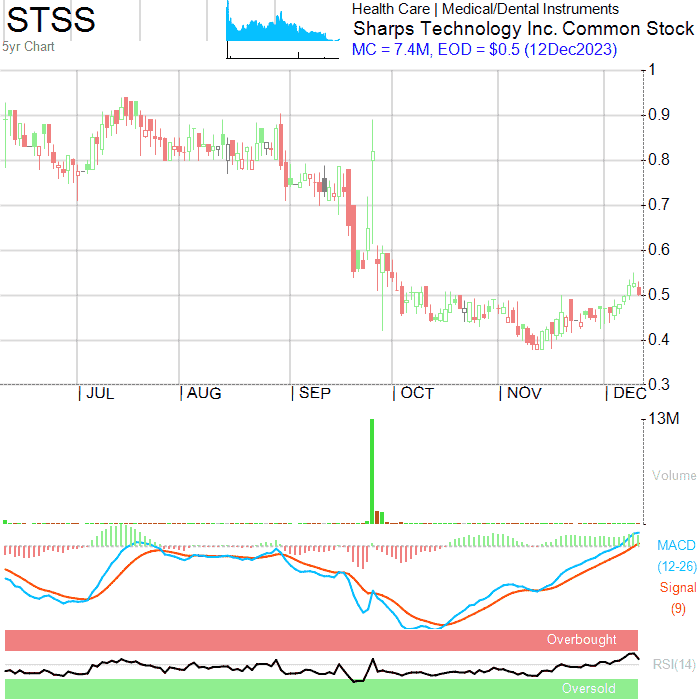 STSS
5yr Chart
Health Care | Medical/Dental Instruments
Sharps Technology Inc. Common Stock
MC = 7.4M, EOD = $0.5 (12Dec2023)
1
0.9
0.8
0.7
0.6
0.5
0.4
0.3
|JUL |AUG |SEP |OCT |NOV |DEC
13M
Volume
MACD
(12-26)
Signal
(9)
Overbought
RSI(14)
Oversold